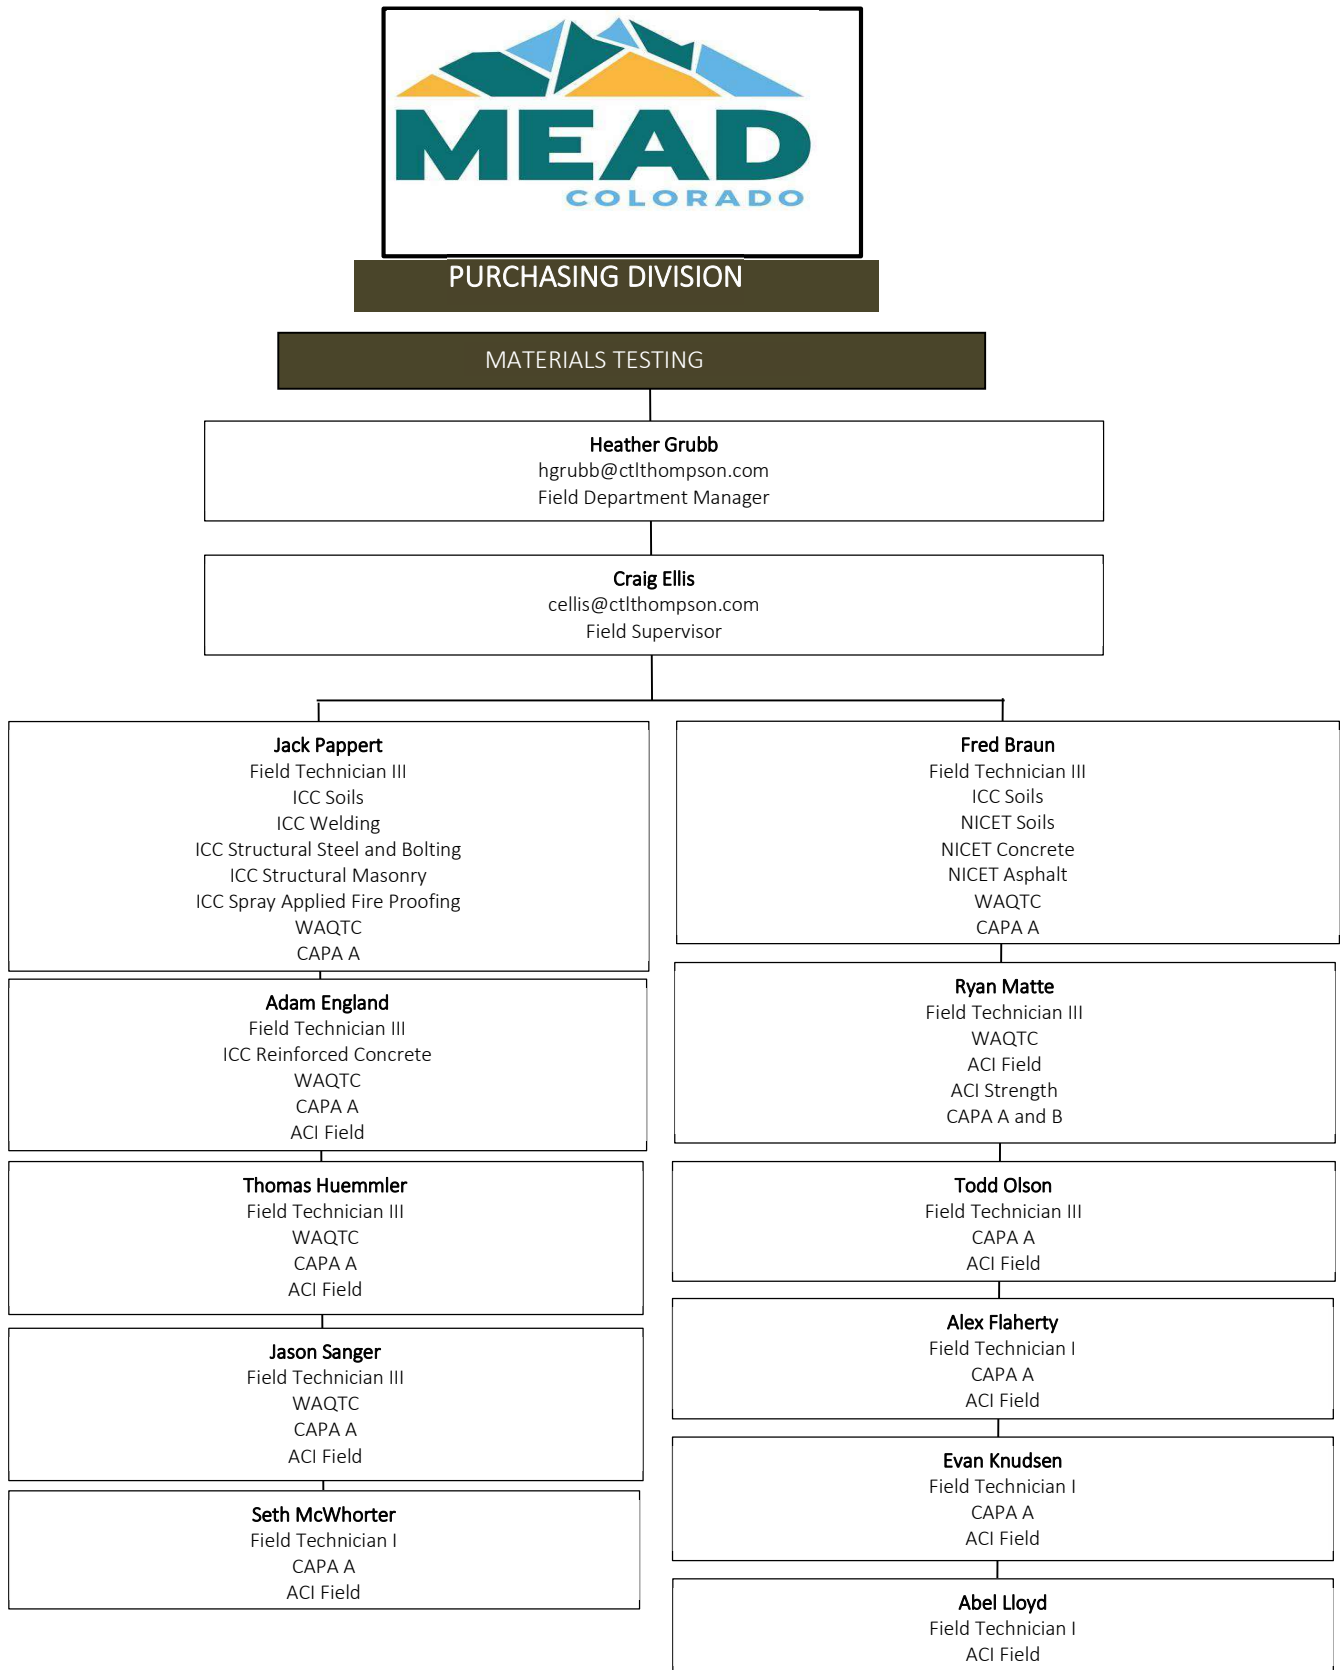 MEAD
COLORADO
PURCHASING DIVISION
MATERIALS TESTING
Heather Grubb
hgrubb@ctlthompson.com
Field Department Manager
Craig Ellis
cellis@ctlthompson.com
Field Supervisor
Jack Pappert
Field Technician III
ICC Soils
ICC Welding
ICC Structural Steel and Bolting
ICC Structural Masonry
ICC Spray Applied Fire Proofing
WAQTC
CAPA A
Adam England
Field Technician III
ICC Reinforced Concrete
WAQTC
CAPA A
ACI Field
Thomas Huemmler
Field Technician III
WAQTC
CAPA A
ACI Field
Jason Sanger
Field Technician III
WAQTC
CAPA A
ACI Field
Seth McWhorter
Field Technician I
CAPA A
ACI Field
Fred Braun
Field Technician III
ICC Soils
NICET Soils
NICET Concrete
NICET Asphalt
WAQTC
CAPA A
Ryan Matte
Field Technician III
WAQTC
ACI Field
ACI Strength
CAPA A and B
Todd Olson
Field Technician III
CAPA A
ACI Field
Alex Flaherty
Field Technician I
CAPA A
ACI Field
Evan Knudsen
Field Technician I
CAPA A
ACI Field
Abel Lloyd
Field Technician I
ACI Field